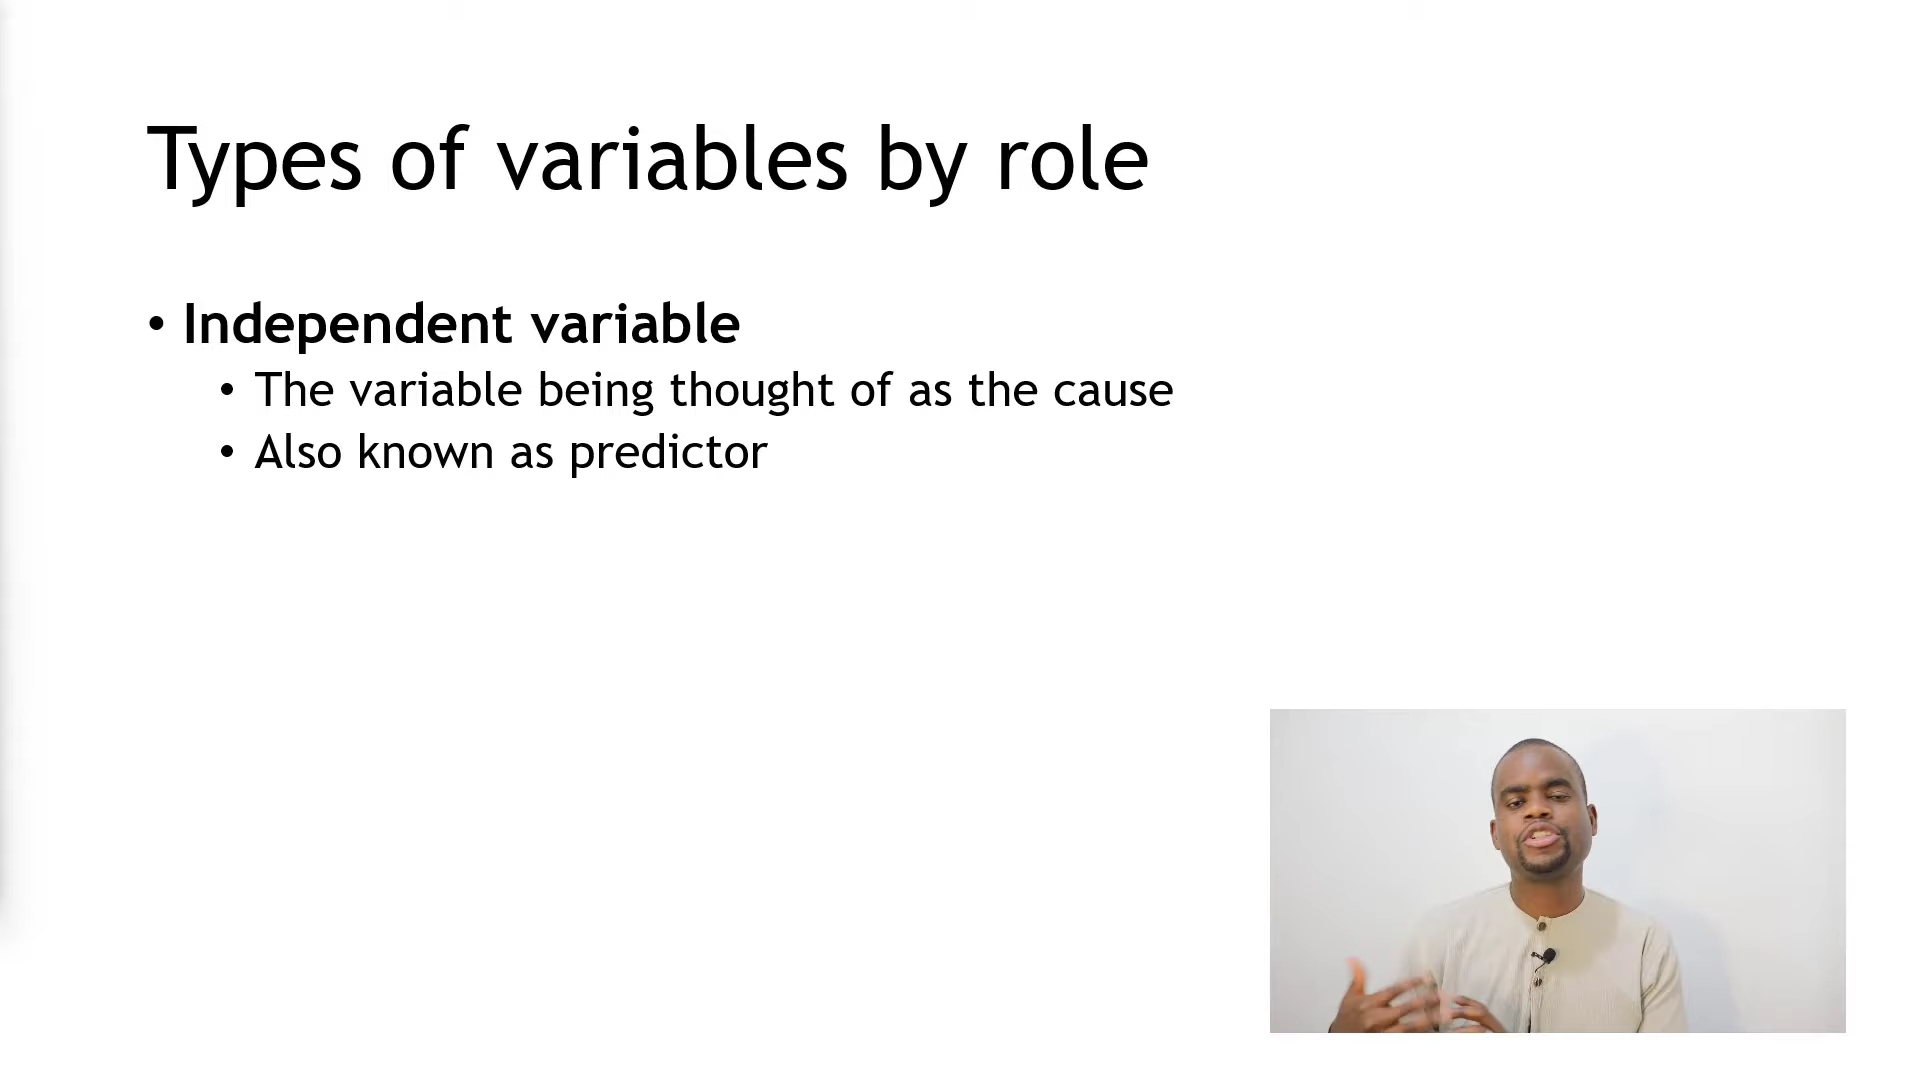 Types of variables by role
• Independent variable
• The variable being thought of as the cause
• Also known as predictor